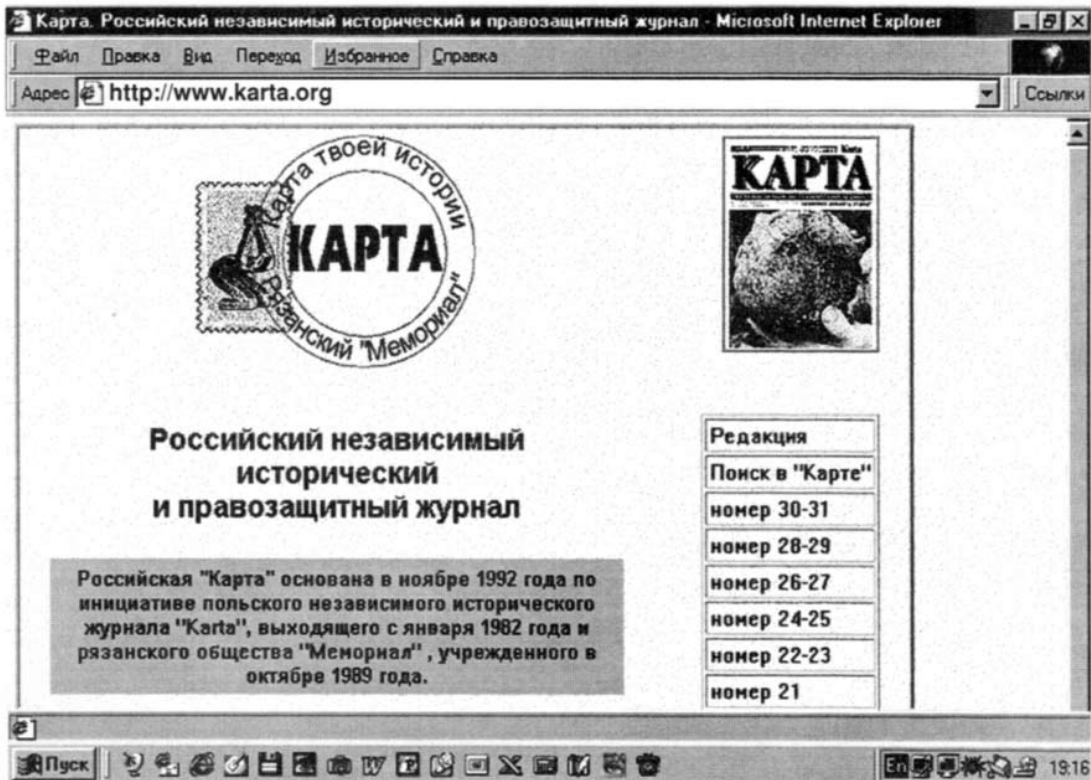 Карта. Российский независимый исторический и правозащитный журнал - Microsoft Internet Explorer
Файл Правка Вид Переход Избранное Справка
Адрес http://www.karta.org Ссылки
Карта твоей истории
КАРТА
Рязанский "Мемориал"
КАРТА
Российский независимый
исторический
и правозащитный журнал
Российская "Карта" основана в ноябре 1992 года по
инициативе польского независимого исторического
журнала "Karta", выходящего с января 1982 года и
рязанского общества "Мемориал" , учрежденного в
октябре 1989 года.
Редакция
Поиск в "Карте"
номер 30-31
номер 28-29
номер 26-27
номер 24-25
номер 22-23
номер 21
Пуск En 19:18